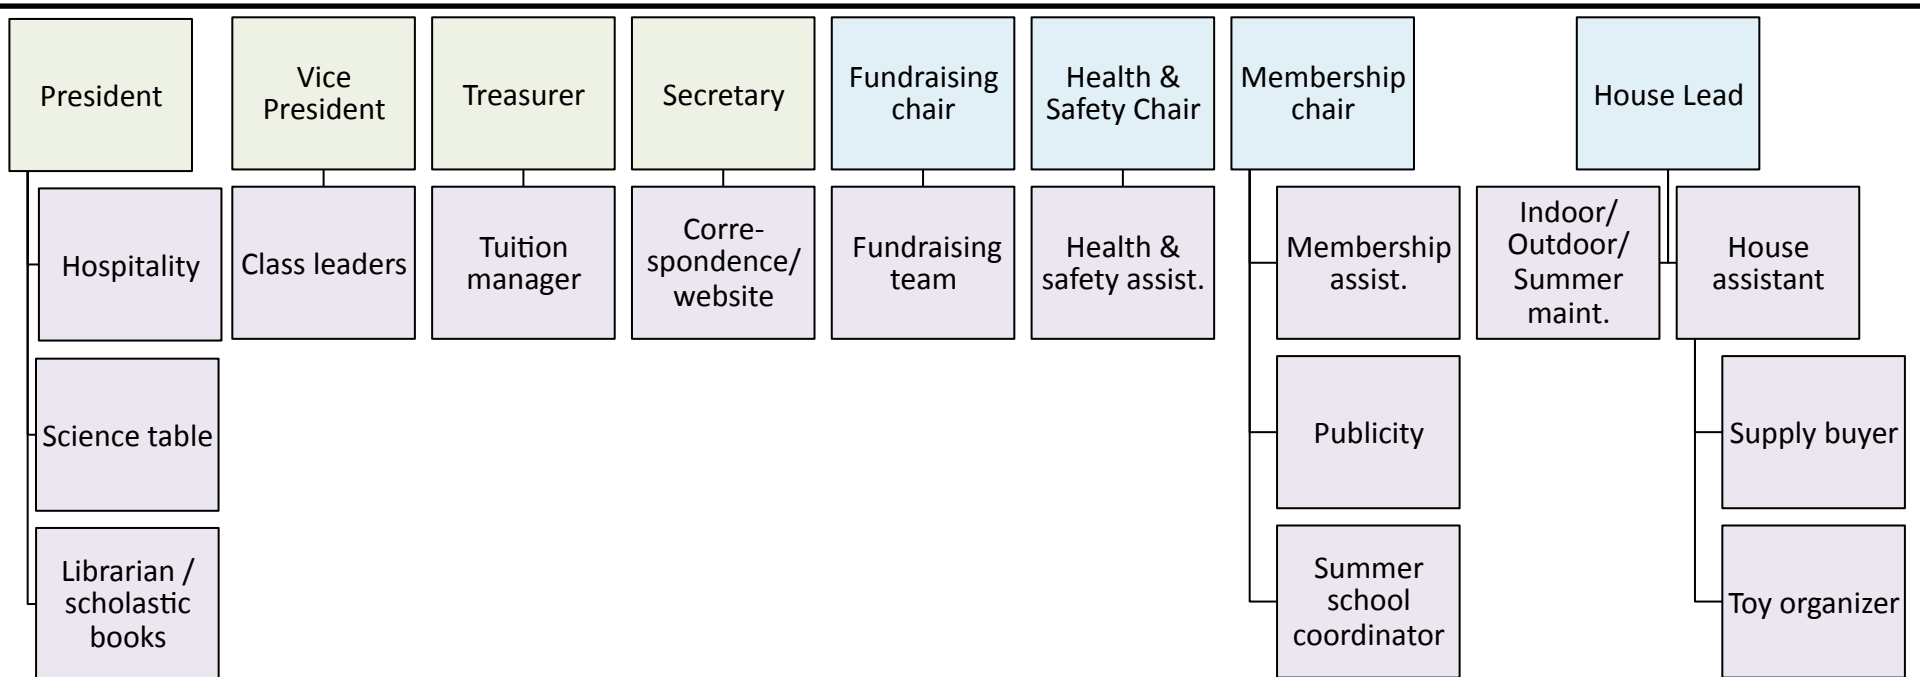 President
Vice
President
Treasurer
Secretary
Fundraising
chair
Health &
Safety Chair
Membership
chair
House Lead
Hospitality
Class leaders
Tuition
manager
Corre-
spondence/
website
Fundraising
team
Health &
safety assist.
Membership
assist.
Indoor/
Outdoor/
Summer
maint.
House
assistant
Science table
Publicity
Supply buyer
Librarian /
scholastic
books
Summer
school
coordinator
Toy organizer